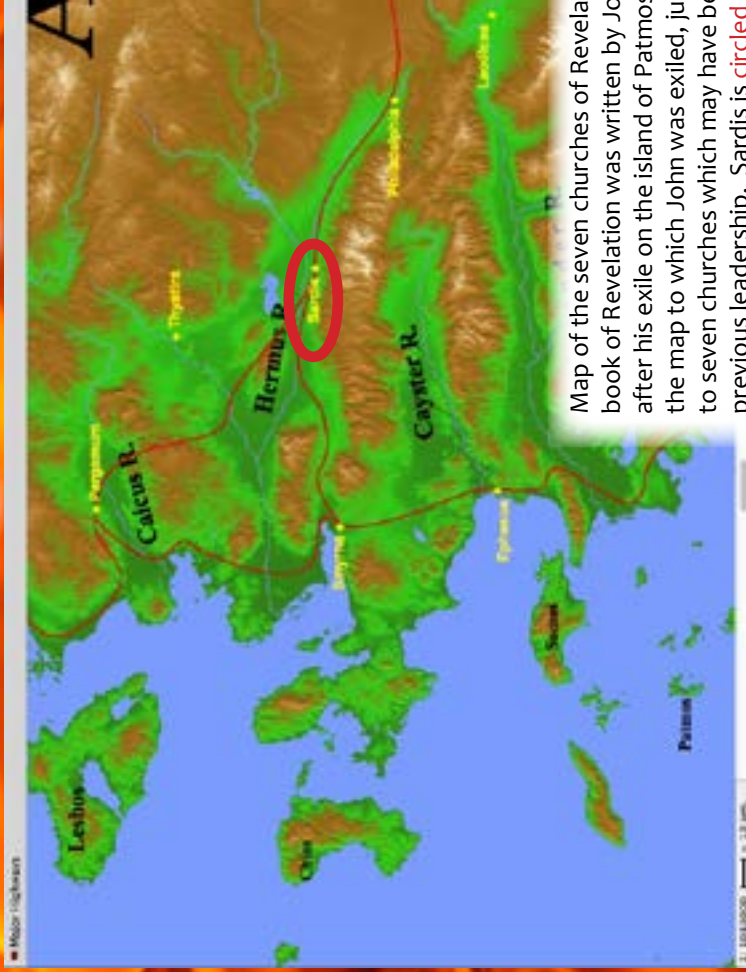 Major Highways
A
Lesbos
Pergamum
Caicus R.
Thyatira
Hermus R.
Sardis
Chios
Smyrna
Cayster R.
Philadelphia
Ephesus
Laodicea
Samos
Patmos
Map of the seven churches of Revela
book of Revelation was written by Jo
after his exile on the island of Patmos
the map to which John was exiled, ju
to seven churches which may have be
previous leadership. Sardis is circled